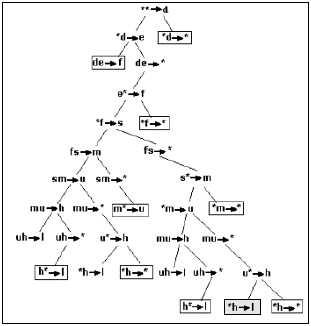 **→d
*d→e *d→*
de→f de→*
e*→f
*f→s *f→*
fs→m fs→*
sm→u sm→* s*→m
mu→h mu→* m*→u *m→u *m→*
uh→l uh→* u*→h mu→h mu→*
h*→l *h→l *h→* uh→l uh→* u*→h
h*→l *h→l *h→*